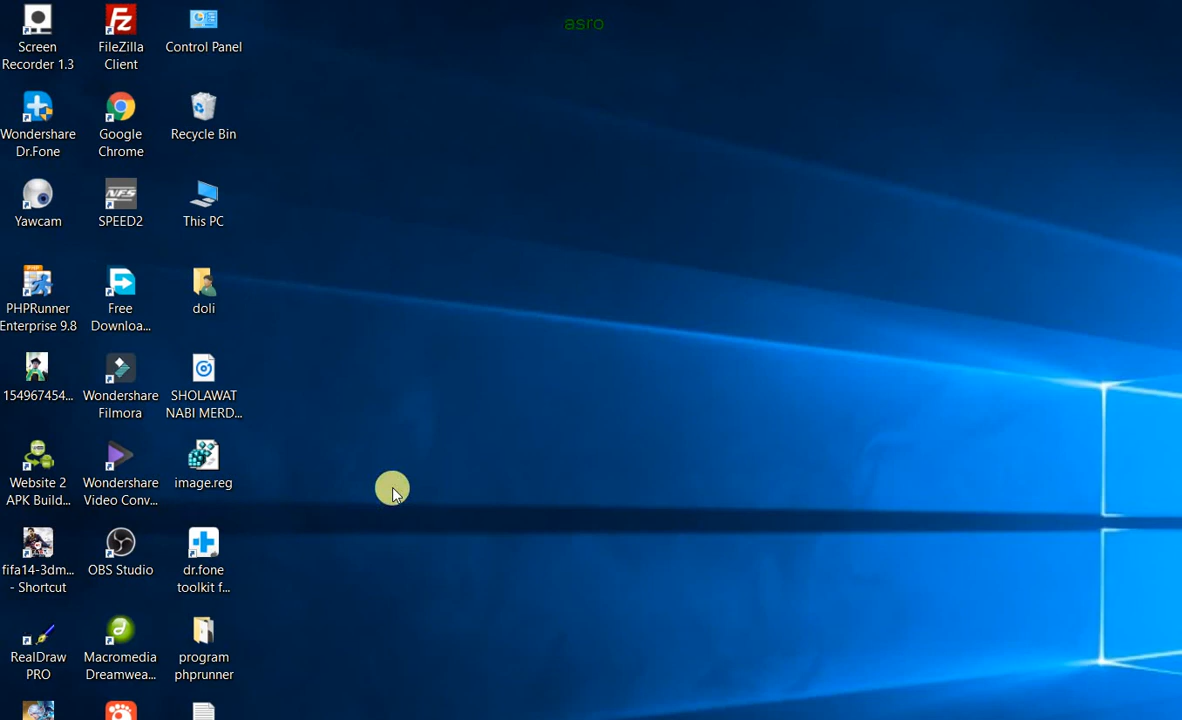 asro
Screen
Recorder 1.3
FileZilla
Client
Control Panel
Wondershare
Dr.Fone
Google
Chrome
Recycle Bin
Yawcam
NFS
SPEED2
This PC
PHP
PHPRunner
Enterprise 9.8
Free
Downloa...
doli
154967454...
Wondershare
Filmora
SHOLAWAT
NABI MERD...
Website 2
APK Build...
Wondershare
Video Conv...
image.reg
fifa14-3dm...
- Shortcut
OBS Studio
dr.fone
toolkit f...
RealDraw
PRO
Macromedia
Dreamwea...
program
phprunner